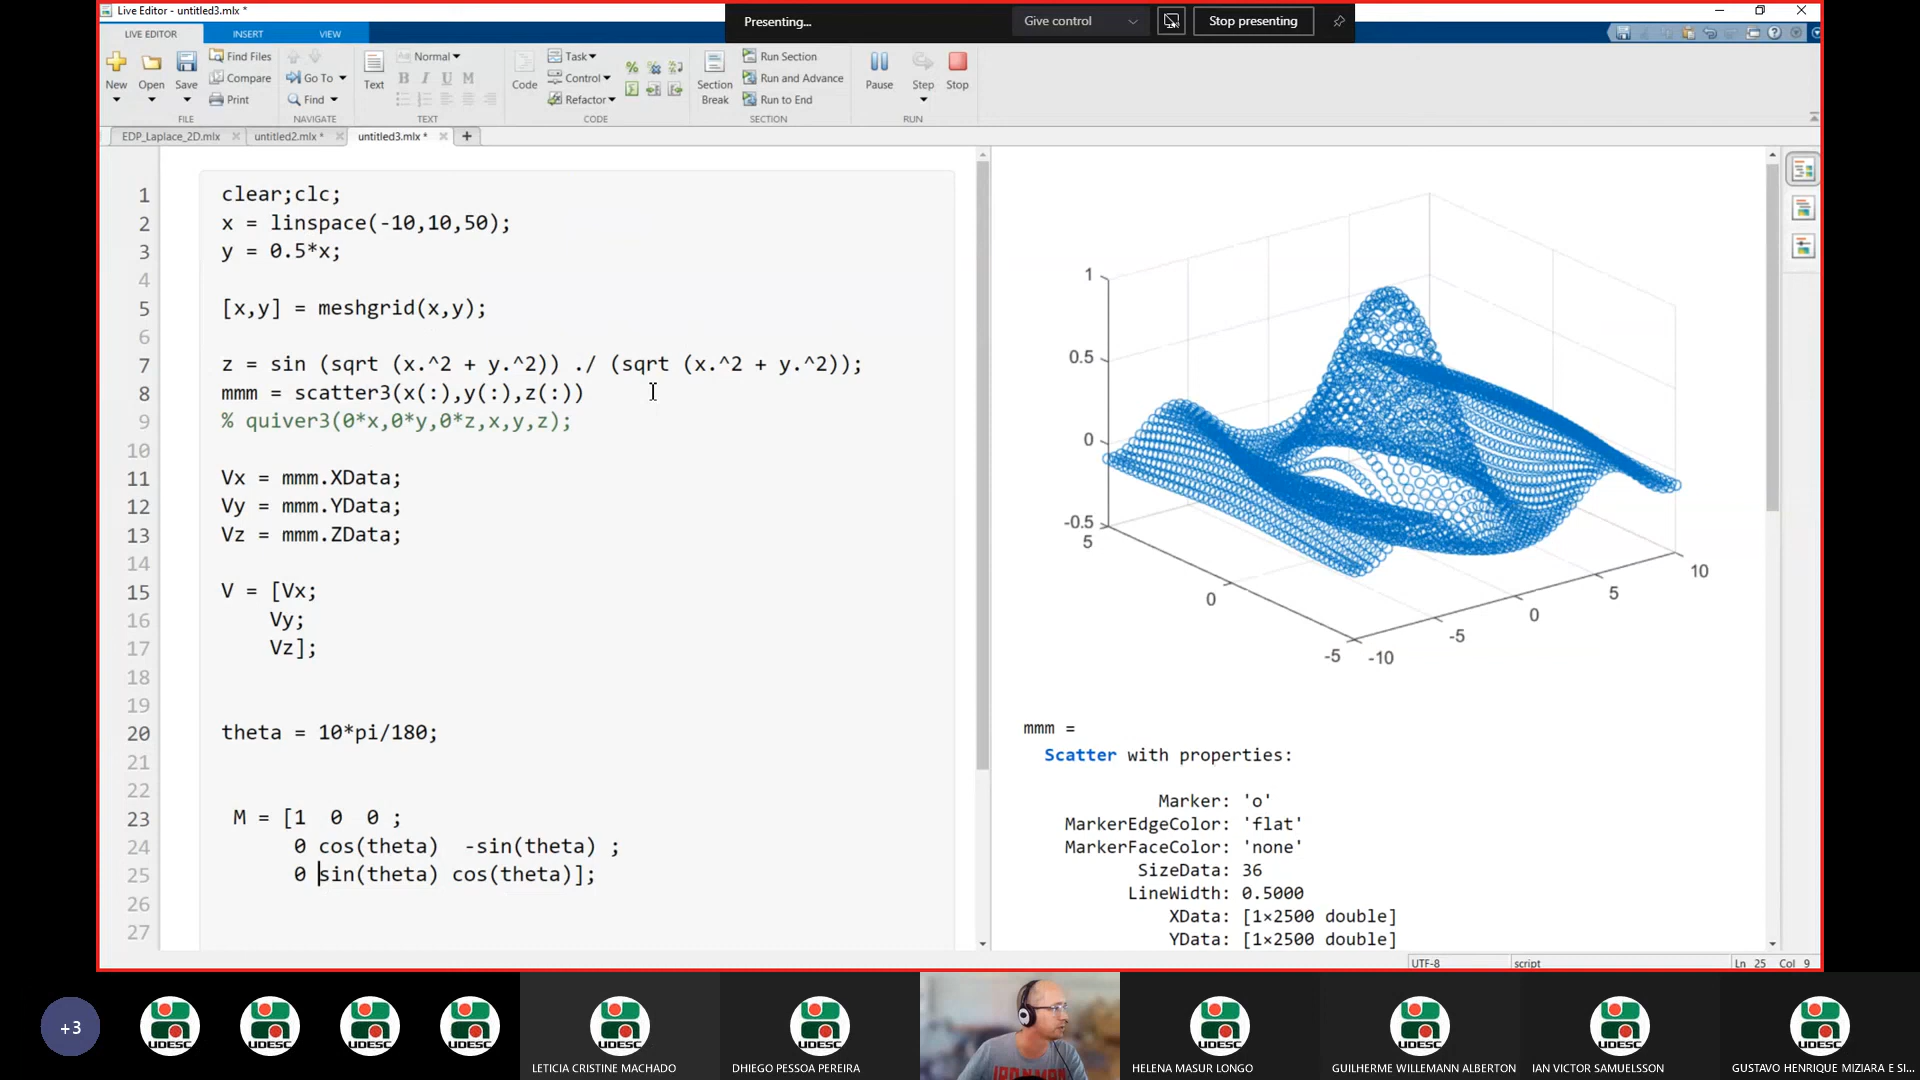 Live Editor - untitled3.mlx *
Presenting...
Give control
Stop presenting
LIVE EDITOR
INSERT
VIEW
New
Open
Save
Find Files
Compare
Print
Go To
Find
Text
Normal
B I U M
Code
Task
Control
Refactor
Section
Break
Run Section
Run and Advance
Run to End
Pause
Step
Stop
FILE
NAVIGATE
TEXT
CODE
SECTION
RUN
EDP_Laplace_2D.mlx
untitled2.mlx *
untitled3.mlx *
1 clear;clc;
2 x = linspace(-10,10,50);
3 y = 0.5*x;
4
5 [x,y] = meshgrid(x,y);
6
7 z = sin (sqrt (x.^2 + y.^2)) ./ (sqrt (x.^2 + y.^2));
8 mmm = scatter3(x(:),y(:),z(:))
9 % quiver3(0*x,0*y,0*z,x,y,z);
10
11 Vx = mmm.XData;
12 Vy = mmm.YData;
13 Vz = mmm.ZData;
14
15 V = [Vx;
16 Vy;
17 Vz];
18
19
20 theta = 10*pi/180;
21
22
23 M = [1 0 0 ;
24 0 cos(theta) -sin(theta) ;
25 0 sin(theta) cos(theta)];
26
27
1
0.5
0
-0.5
5
0
-5
-10
-5
0
5
10
mmm =
Scatter with properties:
Marker: 'o'
MarkerEdgeColor: 'flat'
MarkerFaceColor: 'none'
SizeData: 36
LineWidth: 0.5000
XData: [1×2500 double]
YData: [1×2500 double]
UTF-8
script
Ln 25 Col 9
+3
UDESC
UDESC
UDESC
UDESC
UDESC
LETICIA CRISTINE MACHADO
UDESC
DHIEGO PESSOA PEREIRA
IRON MAN
UDESC
HELENA MASUR LONGO
UDESC
GUILHERME WILLEMANN ALBERTON
UDESC
IAN VICTOR SAMUELSSON
UDESC
GUSTAVO HENRIQUE MIZIARA E SI...